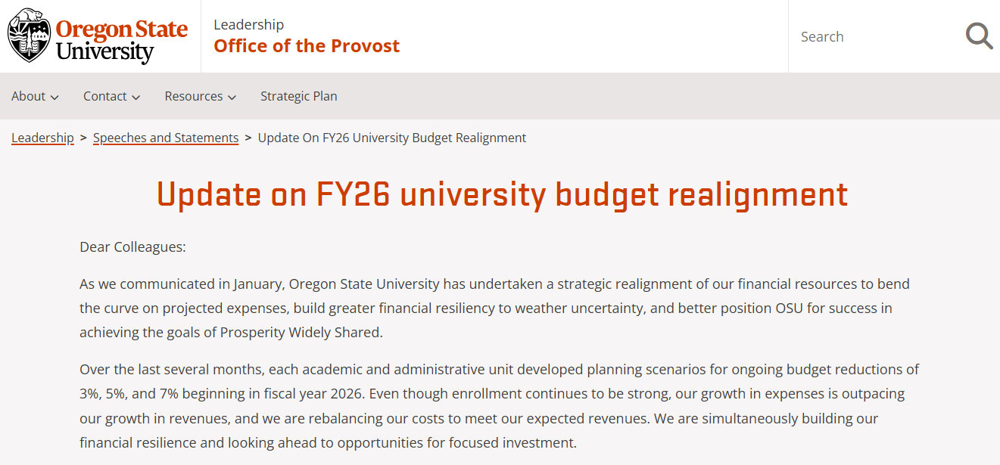 Oregon State
University
Leadership
Office of the Provost
Search
About
Contact
Resources
Strategic Plan
Leadership > Speeches and Statements > Update On FY26 University Budget Realignment
Update on FY26 university budget realignment
Dear Colleagues:
As we communicated in January, Oregon State University has undertaken a strategic realignment of our financial resources to bend
the curve on projected expenses, build greater financial resiliency to weather uncertainty, and better position OSU for success in
achieving the goals of Prosperity Widely Shared.
Over the last several months, each academic and administrative unit developed planning scenarios for ongoing budget reductions of
3%, 5%, and 7% beginning in fiscal year 2026. Even though enrollment continues to be strong, our growth in expenses is outpacing
our growth in revenues, and we are rebalancing our costs to meet our expected revenues. We are simultaneously building our
financial resilience and looking ahead to opportunities for focused investment.